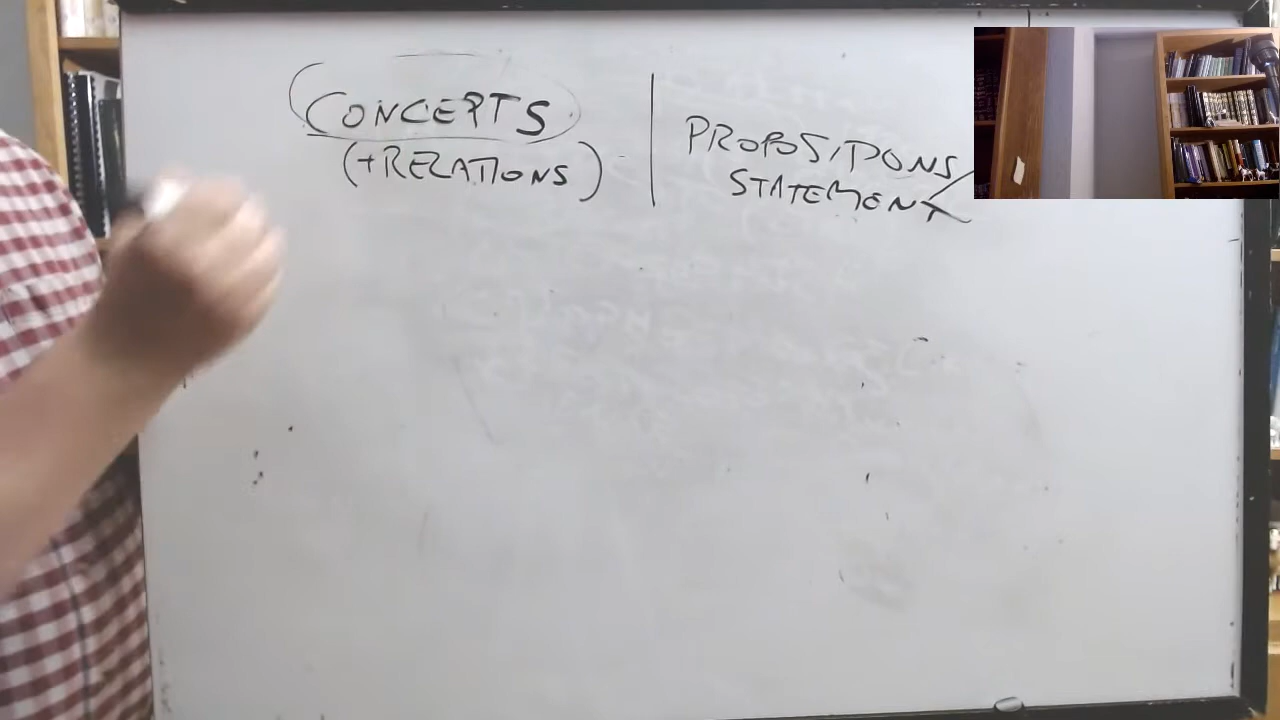 CONCEPTS
(+RELATIONS)
PROPOSITIONS/
STATEMENT